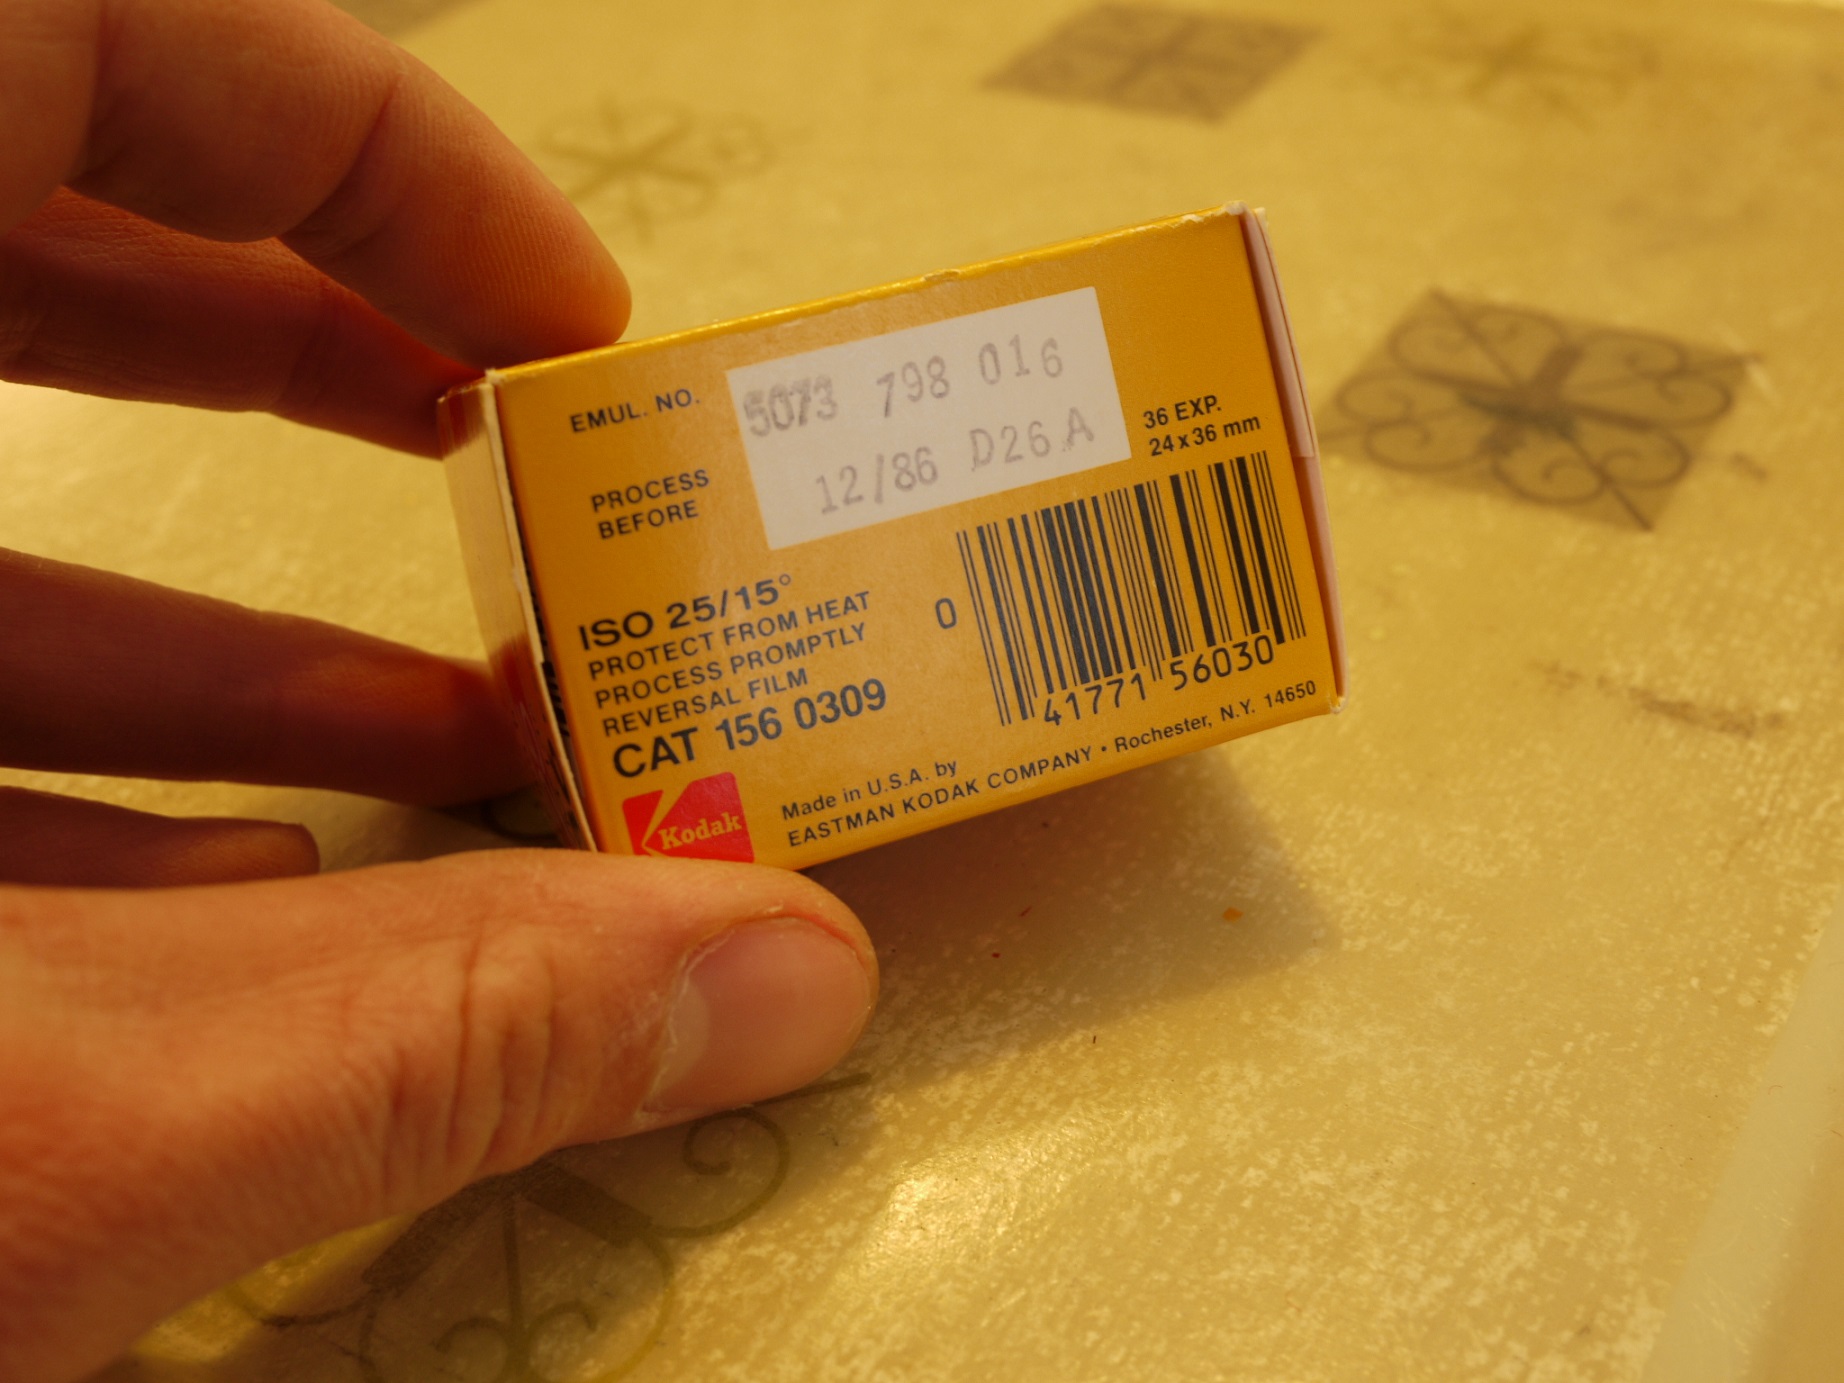 EMUL. NO. 5073 798 016
PROCESS BEFORE 12/86 D26A
36 EXP.
24 x 36 mm
ISO 25/15°
PROTECT FROM HEAT
PROCESS PROMPTLY
REVERSAL FILM
CAT 156 0309
0 41771 56030
Kodak
Made in U.S.A. by
EASTMAN KODAK COMPANY • Rochester, N.Y. 14650